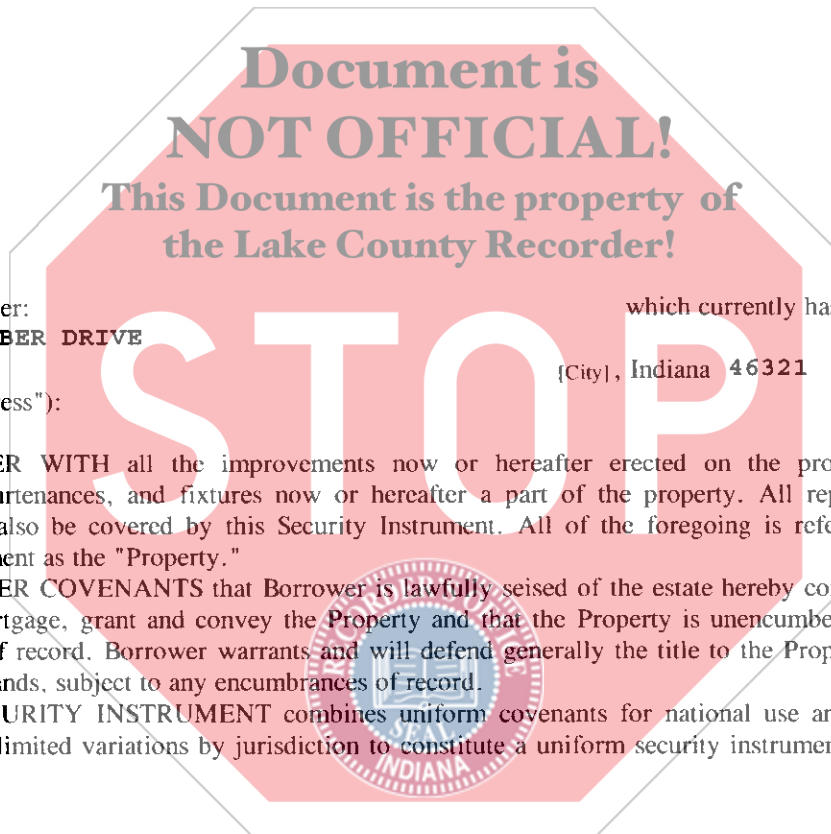 Document is
NOT OFFICIAL!
This Document is the property of
the Lake County Recorder!
er: which currently ha
BER DRIVE
[City], Indiana 46321
ess"):
STOP
ER WITH all the improvements now or hereafter erected on the pro
rtenances, and fixtures now or hereafter a part of the property. All rep
also be covered by this Security Instrument. All of the foregoing is refe
ent as the "Property."
ER COVENANTS that Borrower is lawfully seised of the estate hereby co
rtgage, grant and convey the Property and that the Property is unencumbe
f record. Borrower warrants and will defend generally the title to the Prop
nds, subject to any encumbrances of record.
URITY INSTRUMENT combines uniform covenants for national use an
limited variations by jurisdiction to constitute a uniform security instrumen
RECORDER'S OFFICE
SEAL
INDIANA